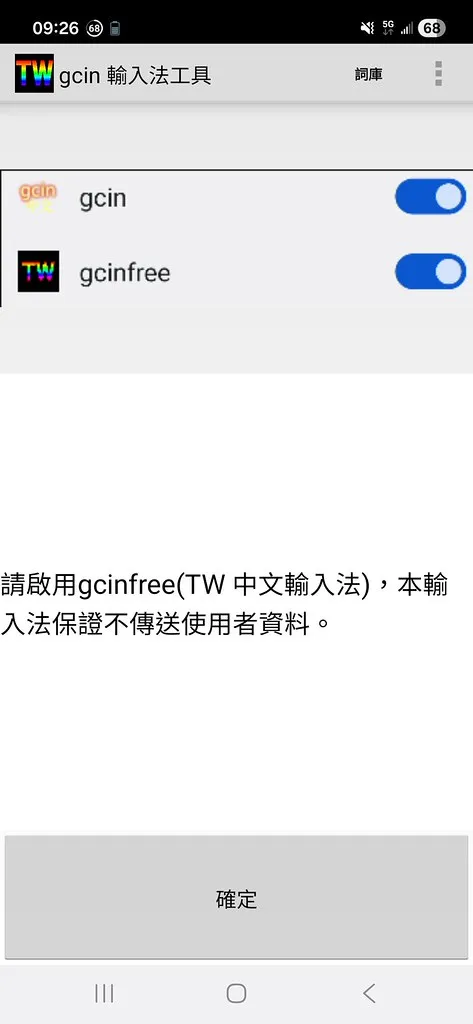 09:26 68 5G 68
TW gcin 輸入法工具 詞庫
gcin gcin
TW gcinfree
請啟用gcinfree(TW 中文輸入法)，本輸
入法保證不傳送使用者資料。
確定